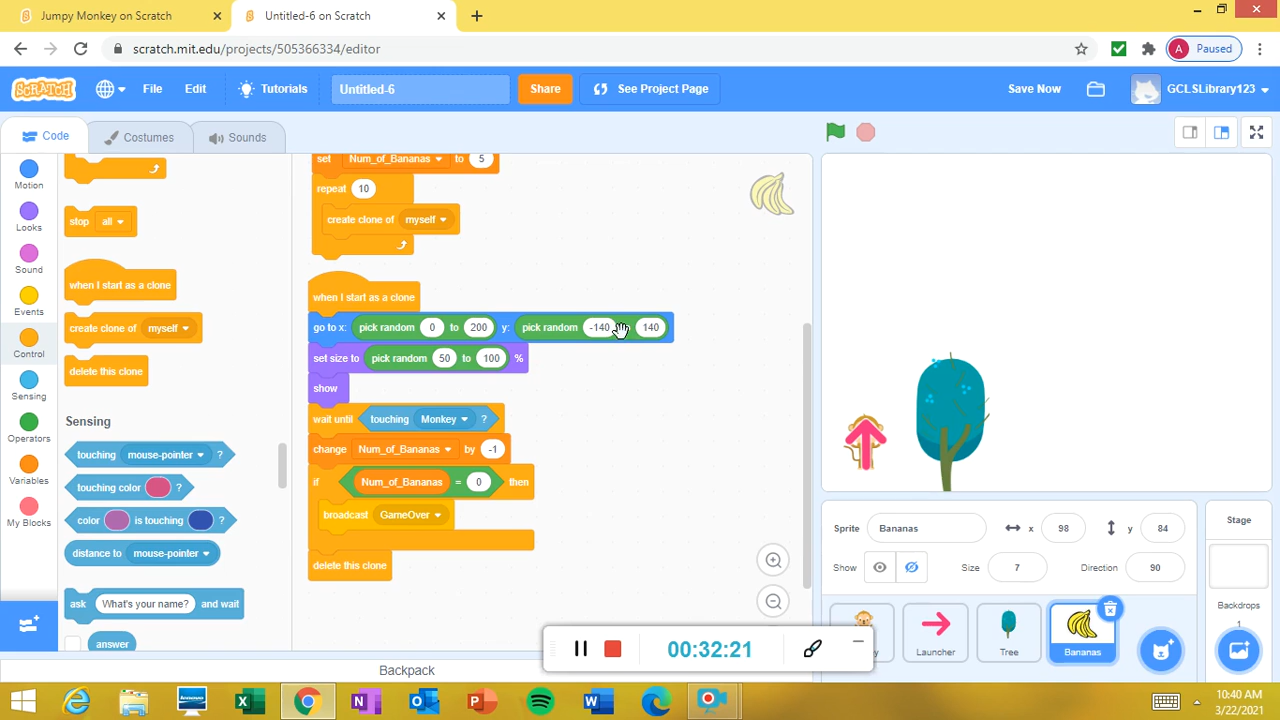 Jumpy Monkey on Scratch
Untitled-6 on Scratch
scratch.mit.edu/projects/505366334/editor
A Paused
SCRATCH File Edit Tutorials Untitled-6 Share See Project Page Save Now GCLSLibrary123
Code Costumes Sounds
Motion
Looks
Sound
Events
Control
Sensing
Operators
Variables
My Blocks
stop all
when I start as a clone
create clone of myself
delete this clone
Sensing
touching mouse-pointer ?
touching color ?
color is touching ?
distance to mouse-pointer
ask What's your name? and wait
answer
set Num_of_Bananas to 5
repeat 10
create clone of myself
when I start as a clone
go to x: pick random 0 to 200 y: pick random -140 140
set size to pick random 50 to 100 %
show
wait until touching Monkey ?
change Num_of_Bananas by -1
if Num_of_Bananas = 0 then
broadcast GameOver
delete this clone
Backpack
00:32:21
Sprite Bananas x 98 y 84
Show Size 7 Direction 90
Launcher
Tree
Bananas
Stage
Backdrops
1
10:40 AM
3/22/2021